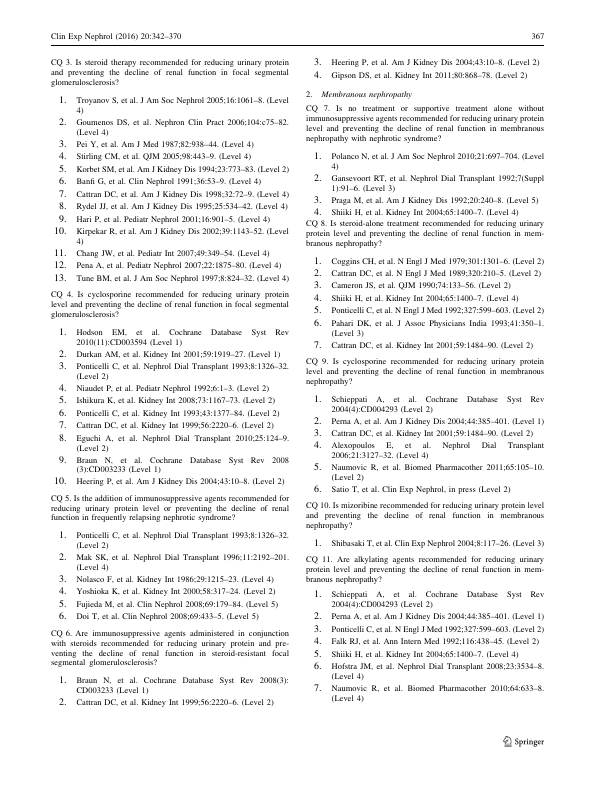 Clin Exp Nephrol (2016) 20:342–370
367
CQ 3. Is steroid therapy recommended for reducing urinary protein
and preventing the decline of renal function in focal segmental
glomerulosclerosis?
1. Troyanov S, et al. J Am Soc Nephrol 2005;16:1061–8. (Level
4)
2. Goumenos DS, et al. Nephron Clin Pract 2006;104:c75–82.
(Level 4)
3. Pei Y, et al. Am J Med 1987;82:938–44. (Level 4)
4. Stirling CM, et al. QJM 2005;98:443–9. (Level 4)
5. Korbet SM, et al. Am J Kidney Dis 1994;23:773–83. (Level 2)
6. Banfi G, et al. Clin Nephrol 1991;36:53–9. (Level 4)
7. Cattran DC, et al. Am J Kidney Dis 1998;32:72–9. (Level 4)
8. Rydel JJ, et al. Am J Kidney Dis 1995;25:534–42. (Level 4)
9. Hari P, et al. Pediatr Nephrol 2001;16:901–5. (Level 4)
10. Kirpekar R, et al. Am J Kidney Dis 2002;39:1143–52. (Level
4)
11. Chang JW, et al. Pediatr Int 2007;49:349–54. (Level 4)
12. Pena A, et al. Pediatr Nephrol 2007;22:1875–80. (Level 4)
13. Tune BM, et al. J Am Soc Nephrol 1997;8:824–32. (Level 4)
CQ 4. Is cyclosporine recommended for reducing urinary protein
level and preventing the decline of renal function in focal segmental
glomerulosclerosis?
1. Hodson EM, et al. Cochrane Database Syst Rev
2010(11):CD003594 (Level 1)
2. Durkan AM, et al. Kidney Int 2001;59:1919–27. (Level 1)
3. Ponticelli C, et al. Nephrol Dial Transplant 1993;8:1326–32.
(Level 2)
4. Niaudet P, et al. Pediatr Nephrol 1992;6:1–3. (Level 2)
5. Ishikura K, et al. Kidney Int 2008;73:1167–73. (Level 2)
6. Ponticelli C, et al. Kidney Int 1993;43:1377–84. (Level 2)
7. Cattran DC, et al. Kidney Int 1999;56:2220–6. (Level 2)
8. Eguchi A, et al. Nephrol Dial Transplant 2010;25:124–9.
(Level 2)
9. Braun N, et al. Cochrane Database Syst Rev 2008
(3):CD003233 (Level 1)
10. Heering P, et al. Am J Kidney Dis 2004;43:10–8. (Level 2)
CQ 5. Is the addition of immunosuppressive agents recommended for
reducing urinary protein level or preventing the decline of renal
function in frequently relapsing nephrotic syndrome?
1. Ponticelli C, et al. Nephrol Dial Transplant 1993;8:1326–32.
(Level 2)
2. Mak SK, et al. Nephrol Dial Transplant 1996;11:2192–201.
(Level 4)
3. Nolasco F, et al. Kidney Int 1986;29:1215–23. (Level 4)
4. Yoshioka K, et al. Kidney Int 2000;58:317–24. (Level 2)
5. Fujieda M, et al. Clin Nephrol 2008;69:179–84. (Level 5)
6. Doi T, et al. Clin Nephrol 2008;69:433–5. (Level 5)
CQ 6. Are immunosuppressive agents administered in conjunction
with steroids recommended for reducing urinary protein and pre-
venting the decline of renal function in steroid-resistant focal
segmental glomerulosclerosis?
1. Braun N, et al. Cochrane Database Syst Rev 2008(3):
CD003233 (Level 1)
2. Cattran DC, et al. Kidney Int 1999;56:2220–6. (Level 2)
3. Heering P, et al. Am J Kidney Dis 2004;43:10–8. (Level 2)
4. Gipson DS, et al. Kidney Int 2011;80:868–78. (Level 2)
2. Membranous nephropathy
CQ 7. Is no treatment or supportive treatment alone without
immunosuppressive agents recommended for reducing urinary protein
level and preventing the decline of renal function in membranous
nephropathy with nephrotic syndrome?
1. Polanco N, et al. J Am Soc Nephrol 2010;21:697–704. (Level
4)
2. Gansevoort RT, et al. Nephrol Dial Transplant 1992;7(Suppl
1):91–6. (Level 3)
3. Praga M, et al. Am J Kidney Dis 1992;20:240–8. (Level 5)
4. Shiiki H, et al. Kidney Int 2004;65:1400–7. (Level 4)
CQ 8. Is steroid-alone treatment recommended for reducing urinary
protein level and preventing the decline of renal function in mem-
branous nephropathy?
1. Coggins CH, et al. N Engl J Med 1979;301:1301–6. (Level 2)
2. Cattran DC, et al. N Engl J Med 1989;320:210–5. (Level 2)
3. Cameron JS, et al. QJM 1990;74:133–56. (Level 2)
4. Shiiki H, et al. Kidney Int 2004;65:1400–7. (Level 4)
5. Ponticelli C, et al. N Engl J Med 1992;327:599–603. (Level 2)
6. Pahari DK, et al. J Assoc Physicians India 1993;41:350–1.
(Level 3)
7. Cattran DC, et al. Kidney Int 2001;59:1484–90. (Level 2)
CQ 9. Is cyclosporine recommended for reducing urinary protein
level and preventing the decline of renal function in membranous
nephropathy?
1. Schieppati A, et al. Cochrane Database Syst Rev
2004(4):CD004293 (Level 2)
2. Perna A, et al. Am J Kidney Dis 2004;44:385–401. (Level 1)
3. Cattran DC, et al. Kidney Int 2001;59:1484–90. (Level 2)
4. Alexopoulos E, et al. Nephrol Dial Transplant
2006;21:3127–32. (Level 4)
5. Naumovic R, et al. Biomed Pharmacother 2011;65:105–10.
(Level 2)
6. Satio T, et al. Clin Exp Nephrol, in press (Level 2)
CQ 10. Is mizoribine recommended for reducing urinary protein level
and preventing the decline of renal function in membranous
nephropathy?
1. Shibasaki T, et al. Clin Exp Nephrol 2004;8:117–26. (Level 3)
CQ 11. Are alkylating agents recommended for reducing urinary
protein level and preventing the decline of renal function in mem-
branous nephropathy?
1. Schieppati A, et al. Cochrane Database Syst Rev
2004(4):CD004293 (Level 2)
2. Perna A, et al. Am J Kidney Dis 2004;44:385–401. (Level 1)
3. Ponticelli C, et al. N Engl J Med 1992;327:599–603. (Level 2)
4. Falk RJ, et al. Ann Intern Med 1992;116:438–45. (Level 2)
5. Shiiki H, et al. Kidney Int 2004;65:1400–7. (Level 4)
6. Hofstra JM, et al. Nephrol Dial Transplant 2008;23:3534–8.
(Level 4)
7. Naumovic R, et al. Biomed Pharmacother 2010;64:633–8.
(Level 4)
Springer